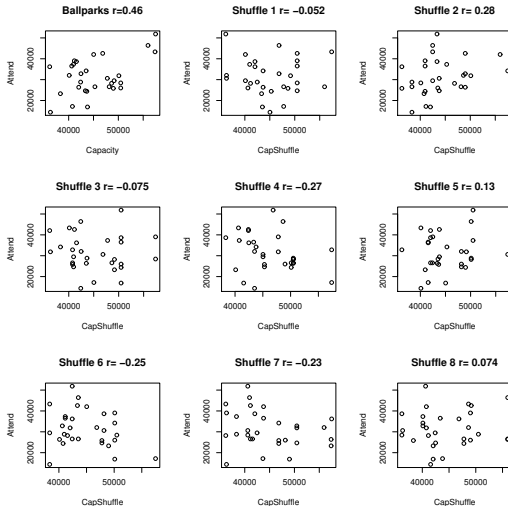 Ballparks r=0.46
Attend
20000 40000
40000 50000
Capacity
Shuffle 1 r= −0.052
Attend
20000 40000
40000 50000
CapShuffle
Shuffle 2 r= 0.28
Attend
20000 40000
40000 50000
CapShuffle
Shuffle 3 r= −0.075
Attend
20000 40000
40000 50000
CapShuffle
Shuffle 4 r= −0.27
Attend
20000 40000
40000 50000
CapShuffle
Shuffle 5 r= 0.13
Attend
20000 40000
40000 50000
CapShuffle
Shuffle 6 r= −0.25
Attend
20000 40000
40000 50000
CapShuffle
Shuffle 7 r= −0.23
Attend
20000 40000
40000 50000
CapShuffle
Shuffle 8 r= 0.074
Attend
20000 40000
40000 50000
CapShuffle